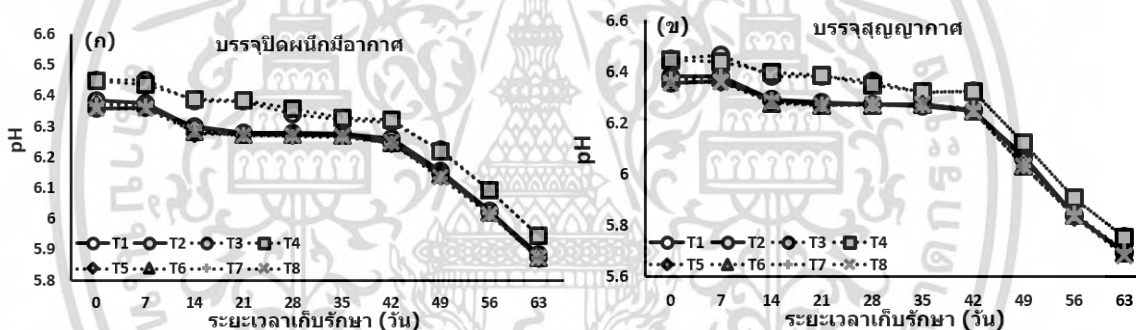 (ก) บรรจุปิดผนึกมีอากาศ
pH
6.6
6.5
6.4
6.3
6.2
6.1
6
5.9
5.8
T1 T2 T3 T4
T5 T6 T7 T8
0 7 14 21 28 35 42 49 56 63
ระยะเวลาเก็บรักษา (วัน)
(ข) บรรจุสุญญากาศ
pH
6.6
6.4
6.2
6
5.8
5.6
T1 T2 T3 T4
T5 T6 T7 T8
0 7 14 21 28 35 42 49 56 63
ระยะเวลาเก็บรักษา (วัน)